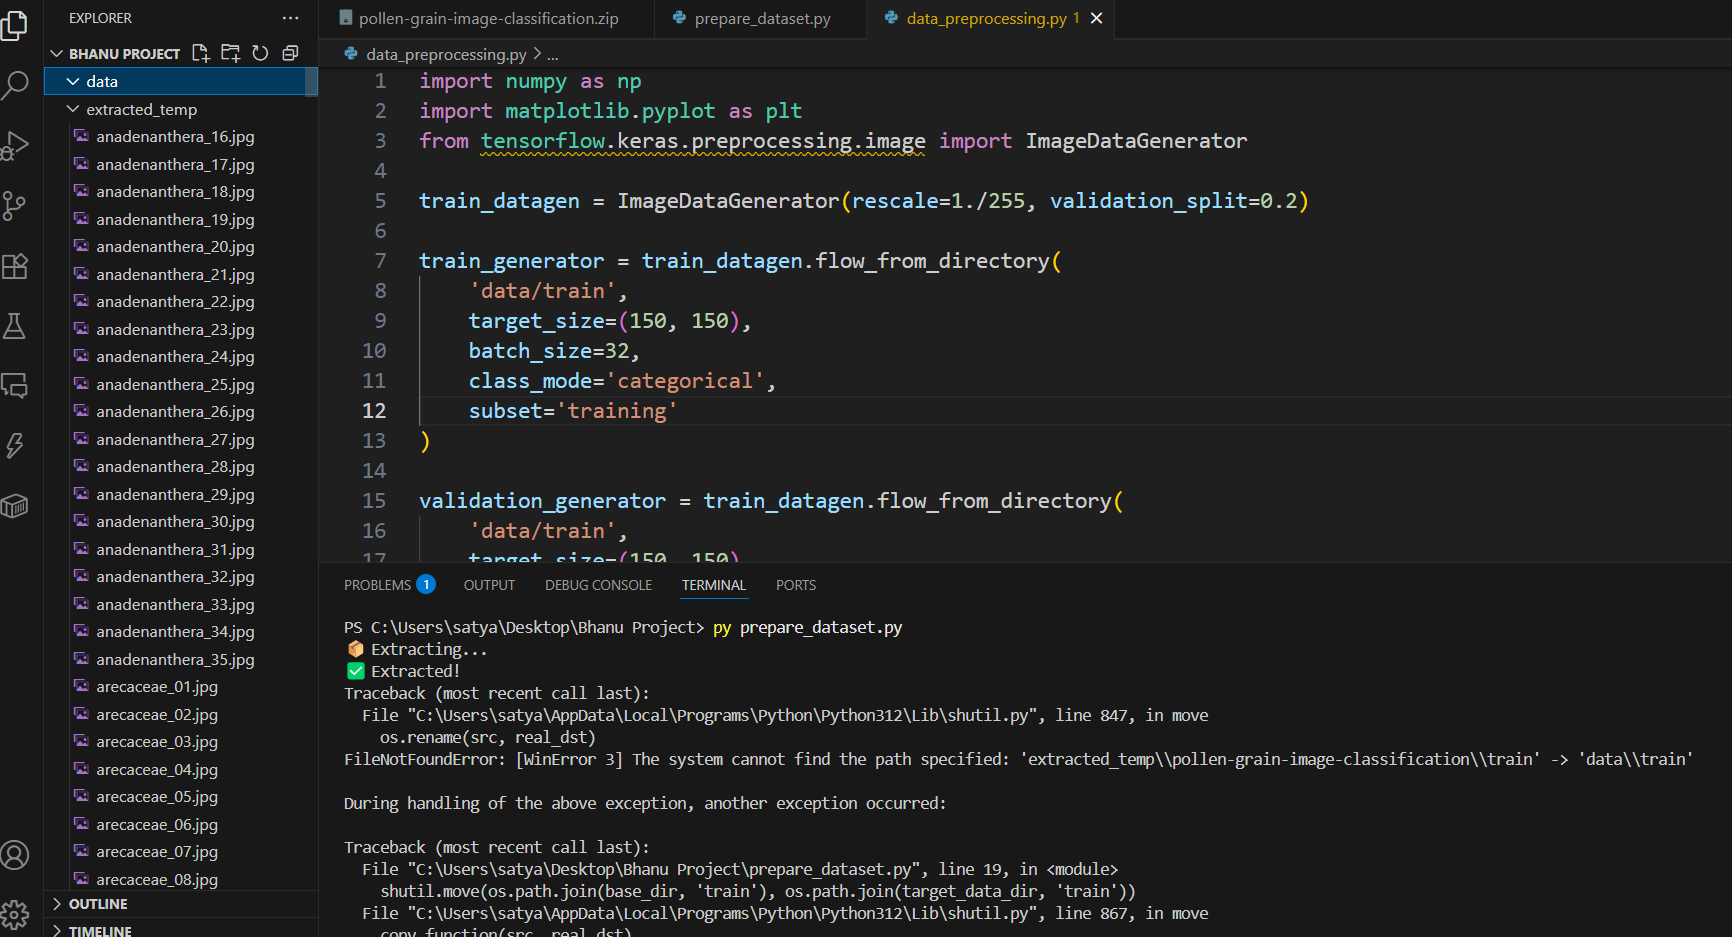 EXPLORER
BHANU PROJECT
data
extracted_temp
anadenanthera_16.jpg
anadenanthera_17.jpg
anadenanthera_18.jpg
anadenanthera_19.jpg
anadenanthera_20.jpg
anadenanthera_21.jpg
anadenanthera_22.jpg
anadenanthera_23.jpg
anadenanthera_24.jpg
anadenanthera_25.jpg
anadenanthera_26.jpg
anadenanthera_27.jpg
anadenanthera_28.jpg
anadenanthera_29.jpg
anadenanthera_30.jpg
anadenanthera_31.jpg
anadenanthera_32.jpg
anadenanthera_33.jpg
anadenanthera_34.jpg
anadenanthera_35.jpg
arecaceae_01.jpg
arecaceae_02.jpg
arecaceae_03.jpg
arecaceae_04.jpg
arecaceae_05.jpg
arecaceae_06.jpg
arecaceae_07.jpg
arecaceae_08.jpg
OUTLINE
TIMELINE
pollen-grain-image-classification.zip prepare_dataset.py data_preprocessing.py 1
data_preprocessing.py > ...
1 import numpy as np
2 import matplotlib.pyplot as plt
3 from tensorflow.keras.preprocessing.image import ImageDataGenerator
4
5 train_datagen = ImageDataGenerator(rescale=1./255, validation_split=0.2)
6
7 train_generator = train_datagen.flow_from_directory(
8 'data/train',
9 target_size=(150, 150),
10 batch_size=32,
11 class_mode='categorical',
12 subset='training'
13 )
14
15 validation_generator = train_datagen.flow_from_directory(
16 'data/train',
17 target_size=(150, 150)
PROBLEMS 1 OUTPUT DEBUG CONSOLE TERMINAL PORTS
PS C:\Users\satya\Desktop\Bhanu Project> py prepare_dataset.py
📦 Extracting...
✅ Extracted!
Traceback (most recent call last):
File "C:\Users\satya\AppData\Local\Programs\Python\Python312\Lib\shutil.py", line 847, in move
os.rename(src, real_dst)
FileNotFoundError: [WinError 3] The system cannot find the path specified: 'extracted_temp\\pollen-grain-image-classification\\train' -> 'data\\train'
During handling of the above exception, another exception occurred:
Traceback (most recent call last):
File "C:\Users\satya\Desktop\Bhanu Project\prepare_dataset.py", line 19, in <module>
shutil.move(os.path.join(base_dir, 'train'), os.path.join(target_data_dir, 'train'))
File "C:\Users\satya\AppData\Local\Programs\Python\Python312\Lib\shutil.py", line 867, in move
copy_function(src, real_dst)